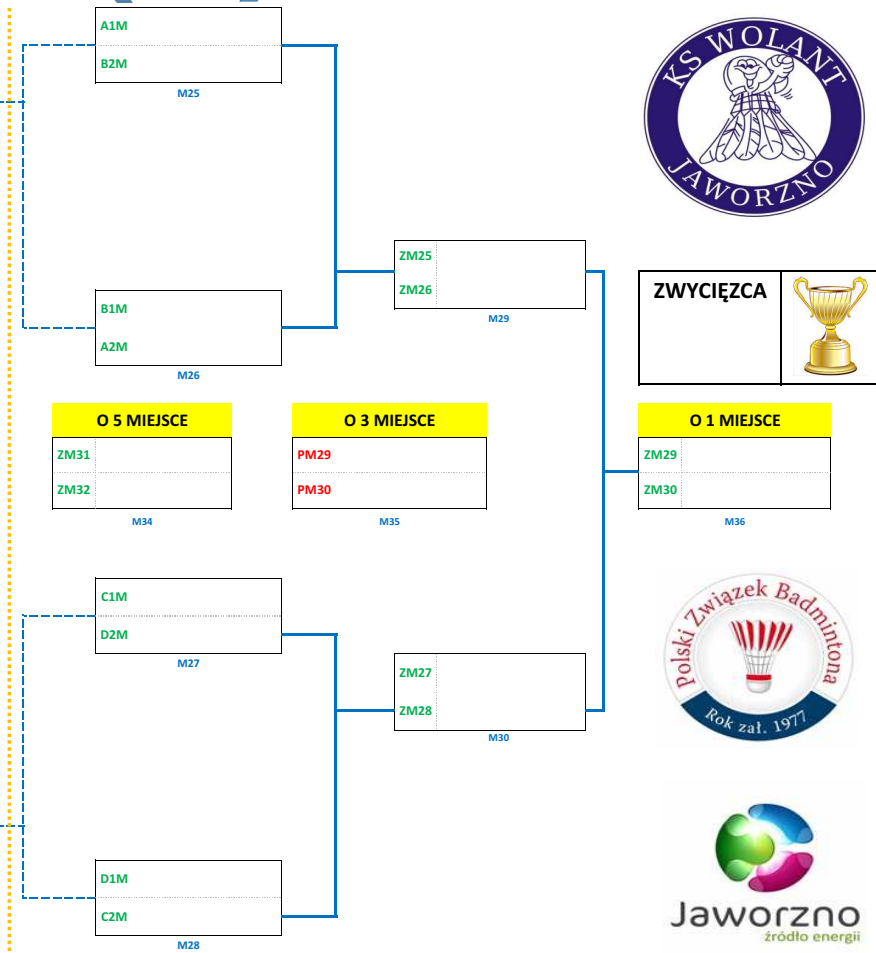 A1M
B2M
M25
KS WOLANT
JAWORZNO
ZM25
ZM26
M29
ZWYCIĘZCA
B1M
A2M
M26
O 5 MIEJSCE
O 3 MIEJSCE
O 1 MIEJSCE
ZM31
PM29
ZM29
ZM32
PM30
ZM30
M34
M35
M36
C1M
D2M
M27
Polski Związek Badmintona
Rok zał. 1977
ZM27
ZM28
M30
D1M
C2M
M28
Jaworzno
źródło energii